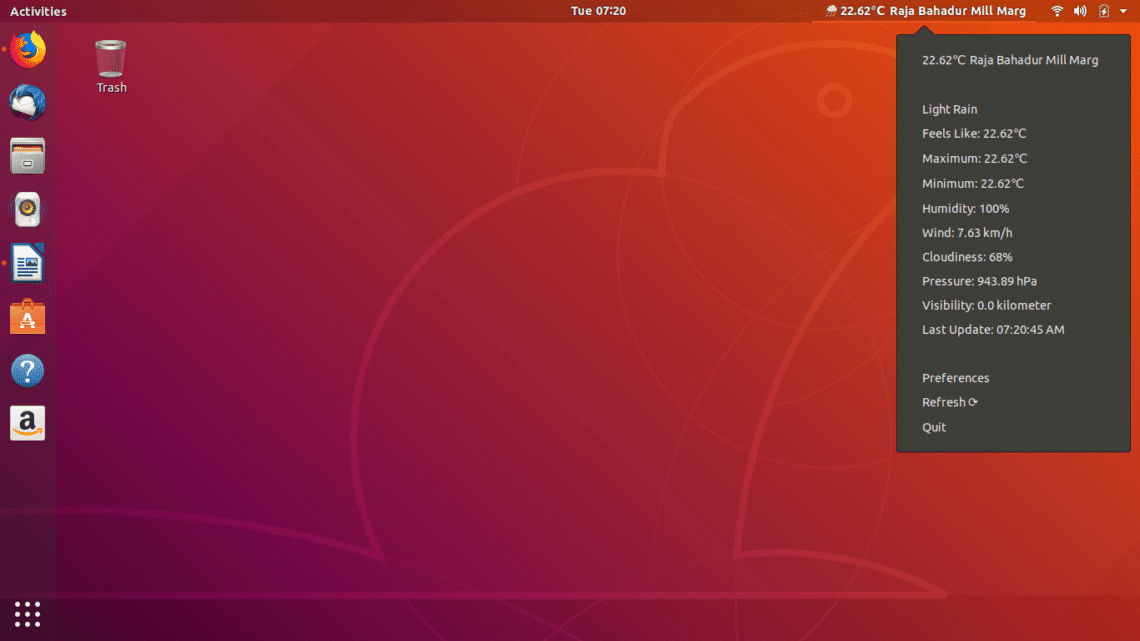 Activities
Tue 07:20
22.62℃ Raja Bahadur Mill Marg
Trash
22.62℃ Raja Bahadur Mill Marg
Light Rain
Feels Like: 22.62℃
Maximum: 22.62℃
Minimum: 22.62℃
Humidity: 100%
Wind: 7.63 km/h
Cloudiness: 68%
Pressure: 943.89 hPa
Visibility: 0.0 kilometer
Last Update: 07:20:45 AM
Preferences
Refresh ⟳
Quit
A
?
a